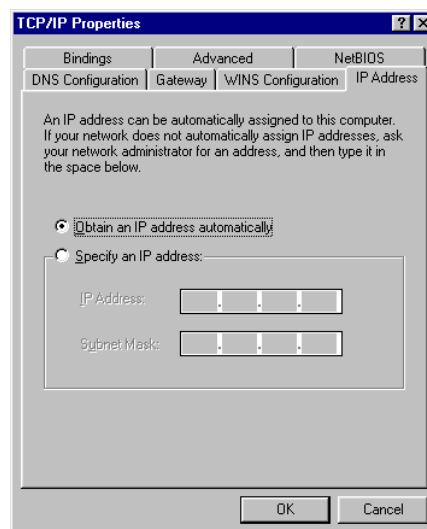 TCP/IP Properties
Bindings Advanced NetBIOS
DNS Configuration Gateway WINS Configuration IP Address
An IP address can be automatically assigned to this computer.
If your network does not automatically assign IP addresses, ask
your network administrator for an address, and then type it in
the space below.
Obtain an IP address automatically
Specify an IP address:
IP Address:
Subnet Mask:
OK Cancel